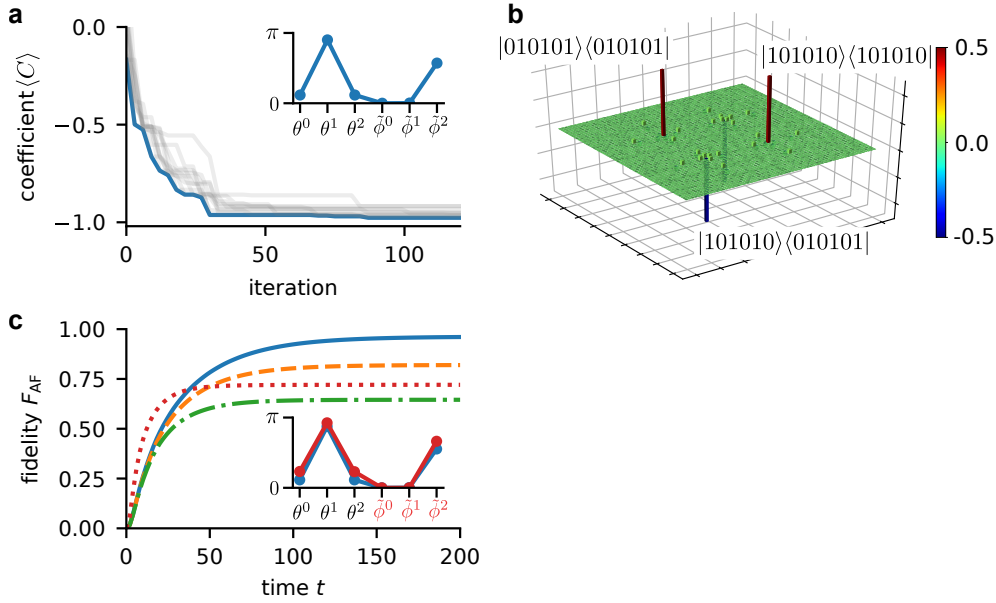 a
0.0
−0.5
−1.0
coefficient ⟨C⟩
0
50
100
iteration
π
0
θ⁰ θ¹ θ² ϕ̃⁰ ϕ̃¹ ϕ̃²
b
|010101⟩⟨010101|
|101010⟩⟨101010|
|101010⟩⟨010101|
0.5
0.0
-0.5
c
1.00
0.75
0.50
0.25
0.00
fidelity F_AF
0
50
100
150
200
time t
π
0
θ⁰ θ¹ θ² ϕ̃⁰ ϕ̃¹ ϕ̃²